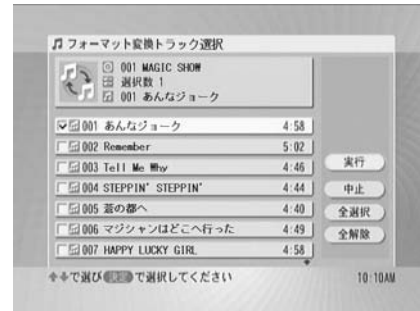 フォーマット変換トラック選択
001 MAGIC SHOW
選択数 1
001 あんなジョーク
001 あんなジョーク 4:58
002 Remember 5:02
003 Tell Me Why 4:46
004 STEPPIN' STEPPIN' 4:44
005 蒼の都へ 4:40
006 マジシャンはどこへ行った 4:49
007 HAPPY LUCKY GIRL 4:58
実行
中止
全選択
全解除
で選び 決定 で選択してください
10:10AM